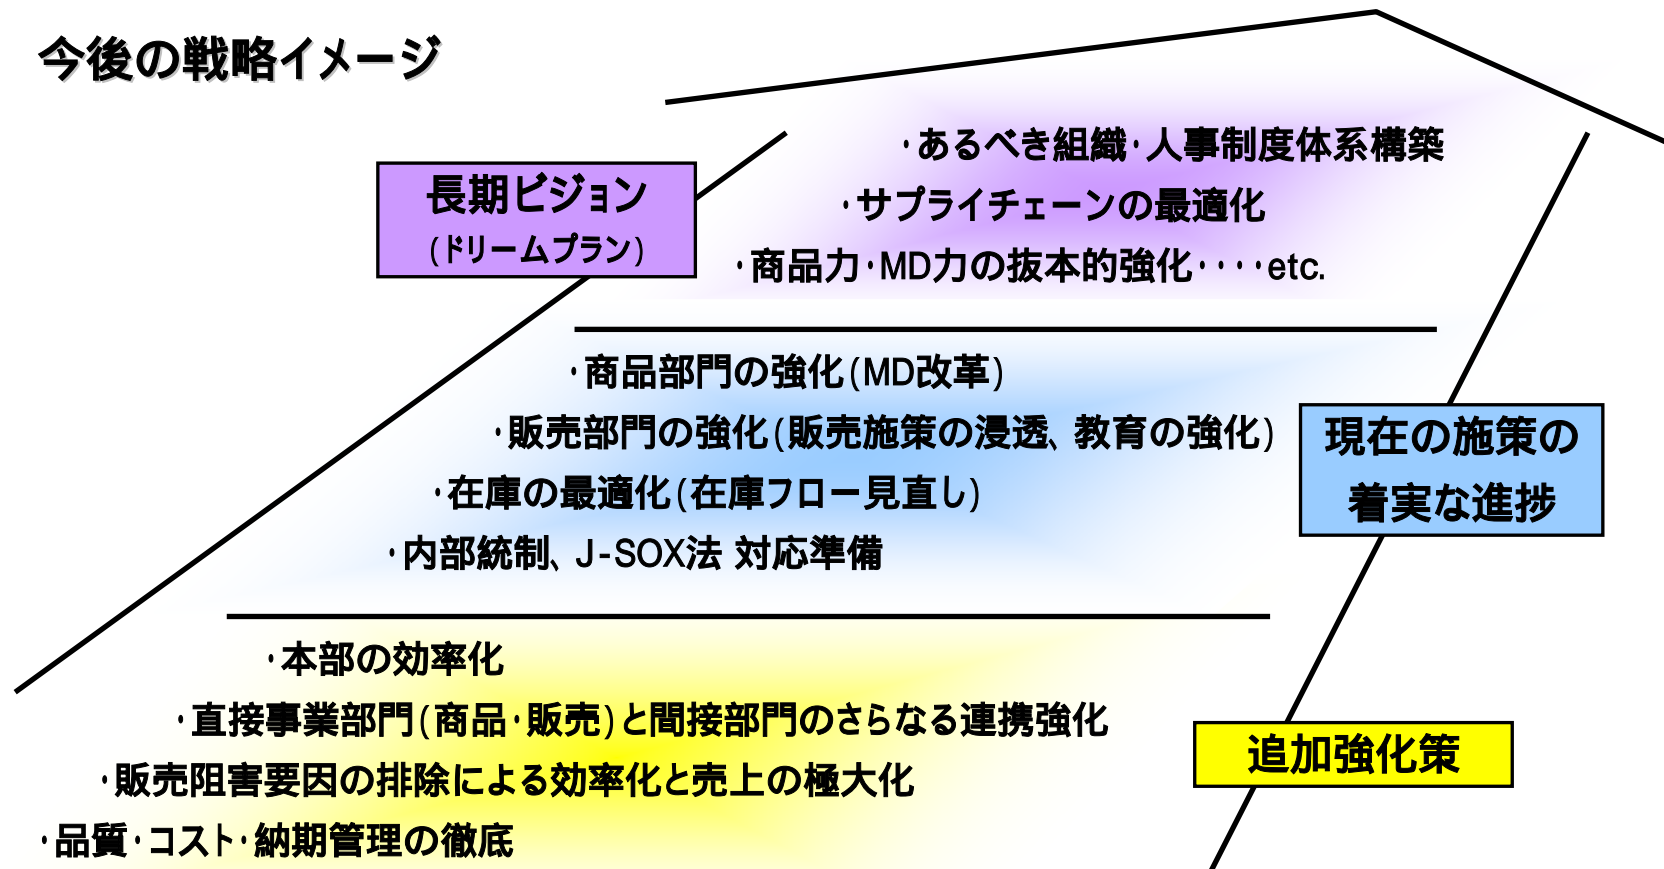 今後の戦略イメージ
・あるべき組織・人事制度体系構築
長期ビジョン
(ドリームプラン)
・サプライチェーンの最適化
・商品力・MD力の抜本的強化・・・・etc.
・商品部門の強化(MD改革)
・販売部門の強化(販売施策の浸透、教育の強化)
・在庫の最適化(在庫フロー見直し)
・内部統制、J-SOX法 対応準備
現在の施策の
着実な進捗
・本部の効率化
・直接事業部門(商品・販売)と間接部門のさらなる連携強化
・販売阻害要因の排除による効率化と売上の極大化
・品質・コスト・納期管理の徹底
追加強化策